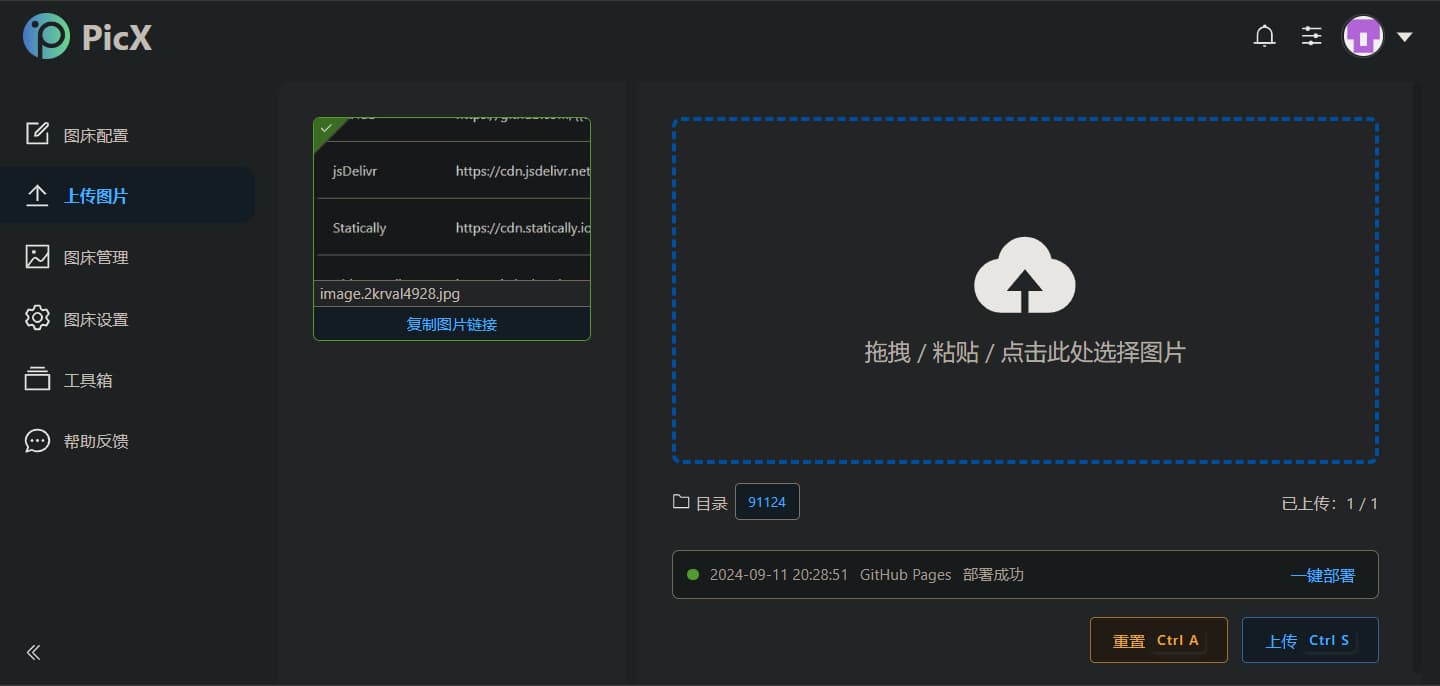 PicX
图床配置
上传图片
图床管理
图床设置
工具箱
帮助反馈
jsDelivr https://cdn.jsdelivr.net
Statically https://cdn.statically.io
image.2krval4928.jpg
复制图片链接
拖拽 / 粘贴 / 点击此处选择图片
目录 91124 已上传：1 / 1
2024-09-11 20:28:51 GitHub Pages 部署成功 一键部署
重置 Ctrl A 上传 Ctrl S